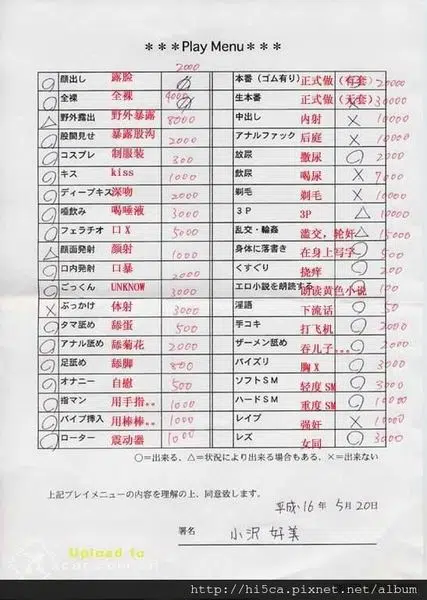 ＊＊＊Play Menu＊＊＊
2000
○ 顔出し 露脸 本番（ゴム有り） 正式做（有套） 20000
○ 全裸 全裸 4000 生本番 正式做（无套） 30000
△ 野外露出 野外暴露 8000 中出し 内射 × 10000
○ 股間見せ 暴露股沟 2000 アナルファック 后庭 × 10000
○ コスプレ 制服装 300 放尿 撒尿 ○ 2000
○ キス kiss 1000 飲尿 喝尿 × 7000
○ ディープキス 深吻 2000 剃毛 剃毛 × 10000
○ 唾飲み 喝唾液 3000 3P 3P △ 10000
○ フェラチオ 口X 5000 乱交・輪姦 滥交，轮奸 △ 15000
△ 顔面発射 颜射 1000 身体に落書き 在身上写字 ○ 500
○ 口内発射 口暴 2000 くすぐり 挠痒 ○ 200
○ ごっくん UNKNOW 3000 エロ小説を朗読する 朗读黄色小说 100
× ぶっかけ 体射 3000 淫語 下流话 ○ 50
○ タマ舐め 舔蛋 500 手コキ 打飞机 ○ 2000
○ アナル舐め 舔菊花 2000 ザーメン舐め 吞儿子... ○
○ 足舐め 舔脚 800 パイズリ 胸X ○ 3000
○ オナニー 自慰 500 ソフトSM 轻度SM ○
○ 指マン 用手指.. 1000 ハードSM 重度SM ○
○ バイブ挿入 用棒棒.. 1000 レイプ 强奸 × 10000
○ ローター 震动器 1000 レズ 女同 ○ 3000
○＝出来る、△＝状況により出来る場合もある、×＝出来ない
上記プレイメニューの内容を理解の上、同意致します。
平成16年 5月20日
署名 小沢 好美
Upload to
http://hi5ca.pixnet.net/album